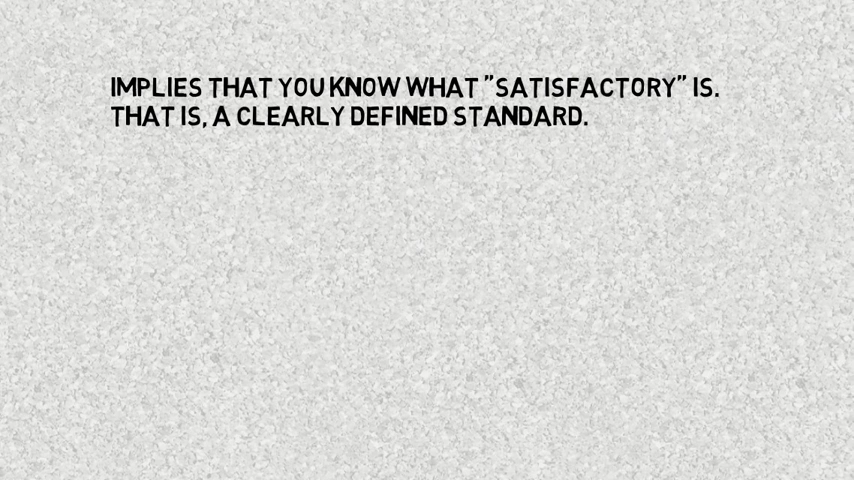 IMPLIES THAT YOU KNOW WHAT "SATISFACTORY" IS.
THAT IS, A CLEARLY DEFINED STANDARD.